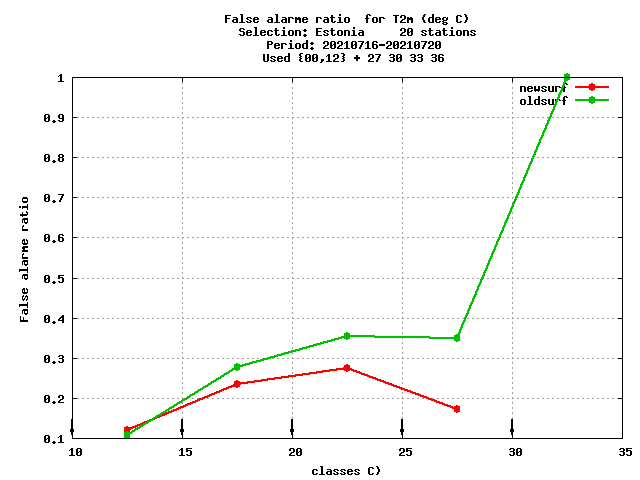 False alarme ratio  for T2m (deg C)
Selection: Estonia     20 stations
Period: 20210716-20210720
Used {00,12} + 27 30 33 36
newsurf
oldsurf
1
0.9
0.8
0.7
0.6
0.5
0.4
0.3
0.2
0.1
False alarme ratio
10 15 20 25 30 35
classes C)